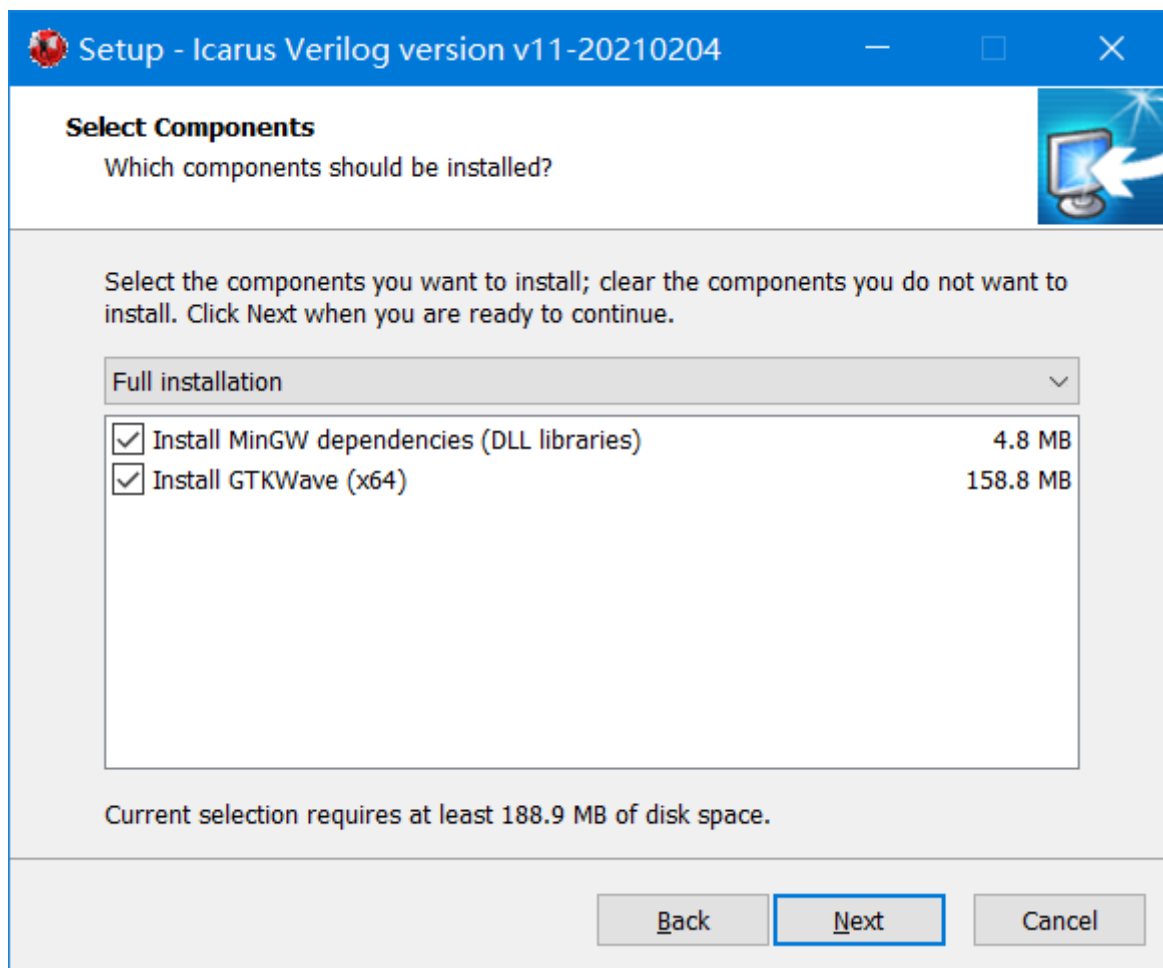 Setup - Icarus Verilog version v11-20210204
Select Components
Which components should be installed?
Select the components you want to install; clear the components you do not want to
install. Click Next when you are ready to continue.
Full installation
Install MinGW dependencies (DLL libraries) 4.8 MB
Install GTKWave (x64) 158.8 MB
Current selection requires at least 188.9 MB of disk space.
Back Next Cancel